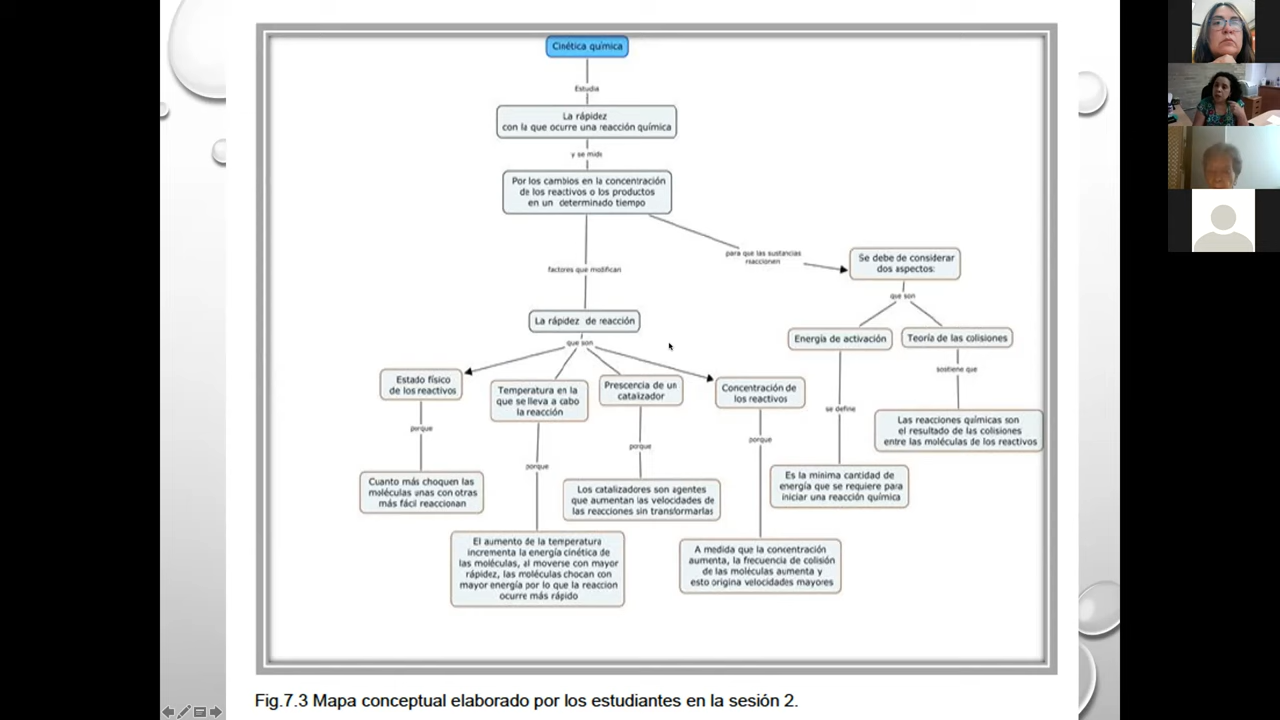 Cinética química
Estudia
La rápidez
con la que ocurre una reacción química
y se mide
Por los cambios en la concentración
de los reactivos o los productos
en un determinado tiempo
factores que modifican
La rápidez de reacción
que son
Estado físico
de los reactivos
porque
Cuanto más choquen las
moléculas unas con otras
más fácil reaccionan
Temperatura en la
que se lleva a cabo
la reacción
porque
El aumento de la temperatura
incrementa la energía cinética de
las moléculas, al moverse con mayor
rápidez, las moléculas chocan con
mayor energía por lo que la reaccion
ocurre más rápido
Prescercia de un
catalizador
porque
Los catalizadores son agentes
que aumentan las velocidades de
las reacciones sin transformarlas
Concentración de
los reactivos
porque
A medida que la concentración
aumenta, la frecuencia de colisión
de las moléculas aumenta y
esto origina velocidades mayores
para que las sustancias
reaccionen
Se debe de considerar
dos aspectos:
que son
Energía de activación
se define
Es la mínima cantidad de
energía que se requiere para
iniciar una reacción química
Teoría de las colisiones
sostiene que
Las reacciones químicas son
el resultado de las colisiones
entre las moléculas de los reactivos
Fig.7.3 Mapa conceptual elaborado por los estudiantes en la sesión 2.